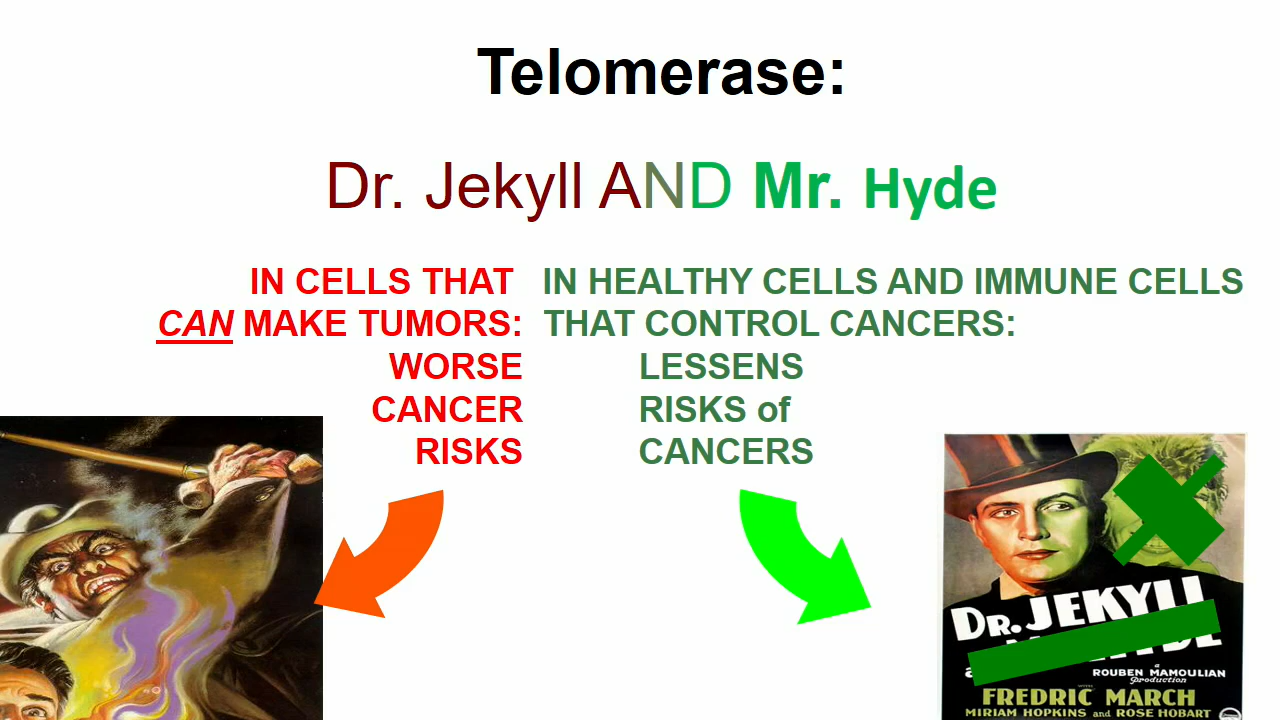 Telomerase:
Dr. Jekyll AND Mr. Hyde
IN CELLS THAT
CAN MAKE TUMORS:
WORSE
CANCER
RISKS
IN HEALTHY CELLS AND IMMUNE CELLS
THAT CONTROL CANCERS:
LESSENS
RISKS of
CANCERS
DR. JEKYLL
ROUBEN MAMOULIAN
Production
FREDRIC MARCH
MIRIAM HOPKINS and ROSE HOBART